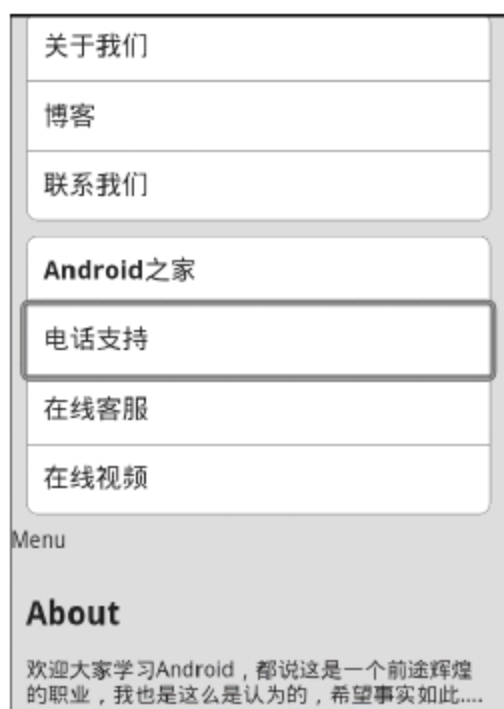 关于我们
博客
联系我们
Android之家
电话支持
在线客服
在线视频
Menu
About
欢迎大家学习Android，都说这是一个前途辉煌
的职业，我也是这么是认为的，希望事实如此....